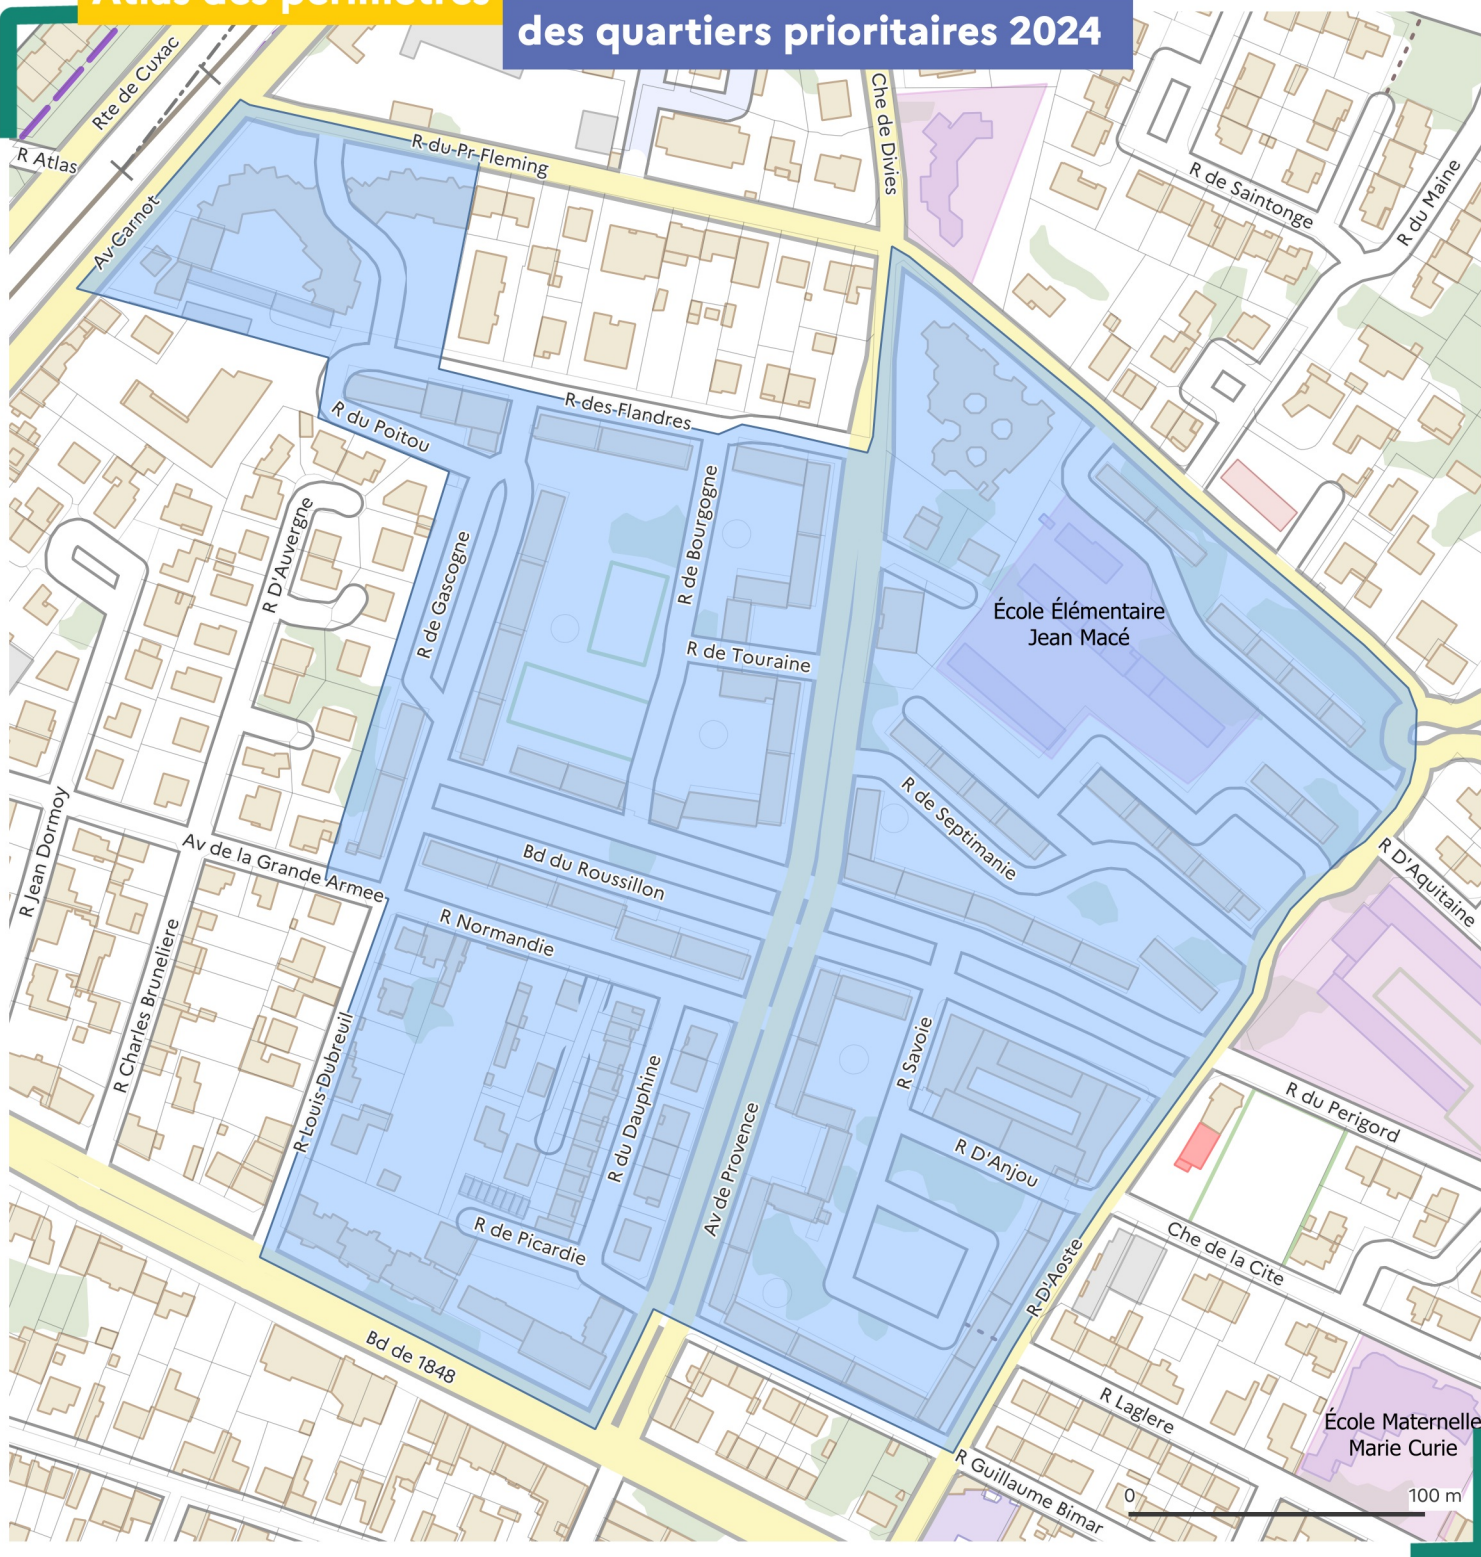 Atlas des périmètres
des quartiers prioritaires 2024
Rte de Cuxac
R Atlas
Av Carnot
R du Pr Fleming
Che de Divies
R de Saintonge
R du Maine
R des Flandres
R du Poitou
R D'Auvergne
R de Gascogne
R de Bourgogne
R de Touraine
École Élémentaire
Jean Macé
R Jean Dormoy
Av de la Grande Armee
Bd du Roussillon
R de Septimanie
R D'Aquitaine
R Normandie
R Charles Bruneliere
R Louis Dubreuil
R du Dauphine
R Savoie
R D'Anjou
R du Perigord
Av de Provence
R de Picardie
Che de la Cite
R D'Aoste
Bd de 1848
R Laglere
École Maternelle
Marie Curie
R Guillaume Bimar
0
100 m